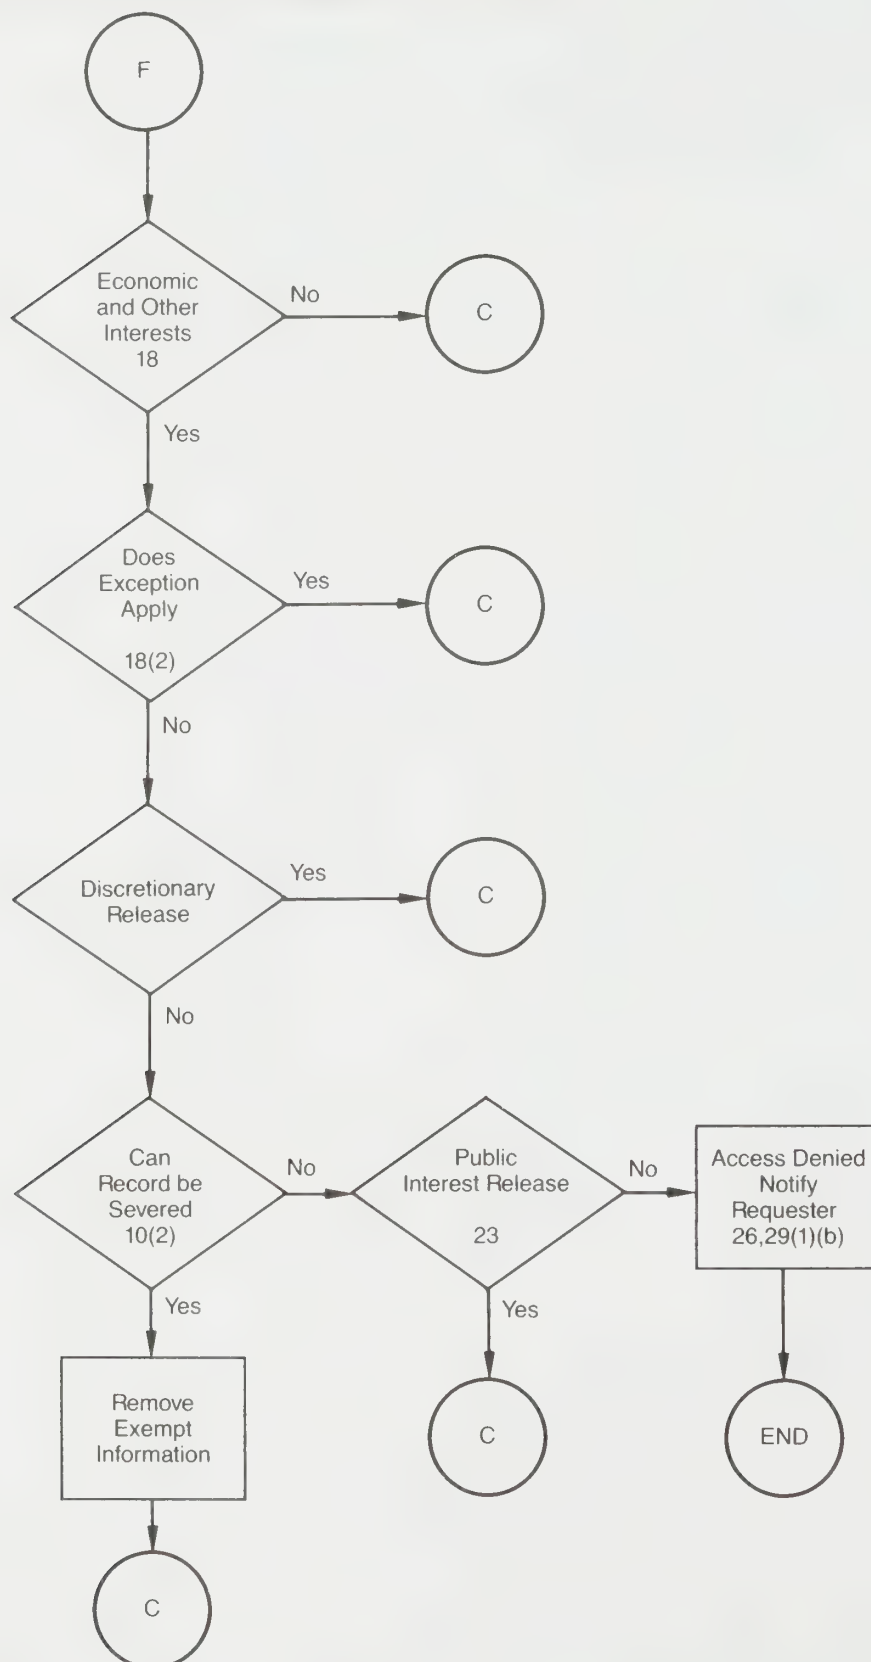 F
Economic
and Other
Interests
18
No
C
Yes
Does
Exception
Apply
18(2)
Yes
C
No
Discretionary
Release
Yes
C
No
Can
Record be
Severed
10(2)
No
Public
Interest Release
23
No
Access Denied
Notify
Requester
26,29(1)(b)
Yes
Yes
Remove
Exempt
Information
C
END
C